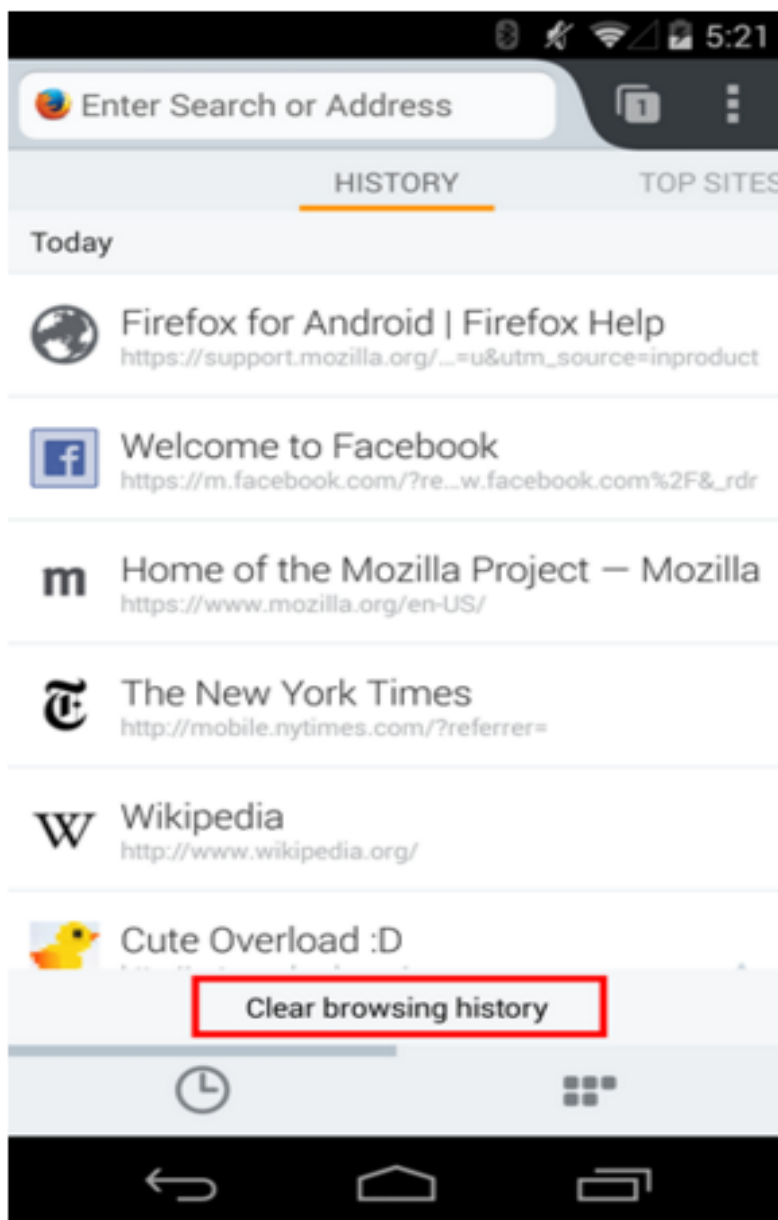 5:21
Enter Search or Address
1
HISTORY
TOP SITES
Today
Firefox for Android | Firefox Help
https://support.mozilla.org/...=u&utm_source=inproduct
f
Welcome to Facebook
https://m.facebook.com/?re...w.facebook.com%2F&_rdr
m
Home of the Mozilla Project — Mozilla
https://www.mozilla.org/en-US/
T
The New York Times
http://mobile.nytimes.com/?referrer=
W
Wikipedia
http://www.wikipedia.org/
Cute Overload :D
Clear browsing history